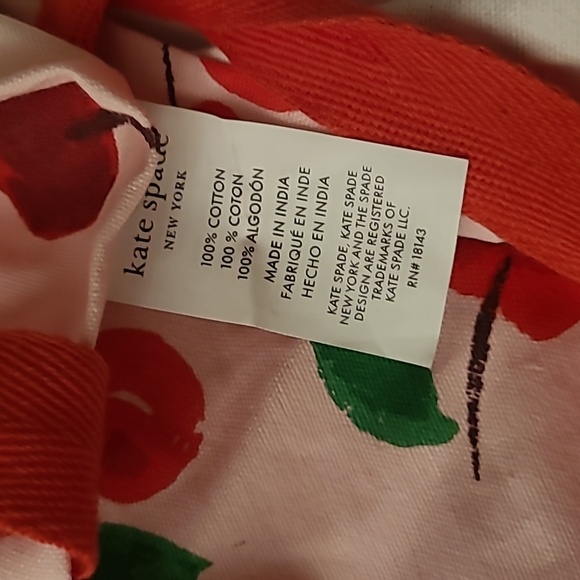 kate spade
NEW YORK
100% COTTON
100 % COTON
100% ALGODÓN
MADE IN INDIA
FABRIQUÉ EN INDE
HECHO EN INDIA
KATE SPADE, KATE SPADE
NEW YORK AND THE SPADE
DESIGN ARE REGISTERED
TRADEMARKS OF
KATE SPADE LLC.
RN# 18143